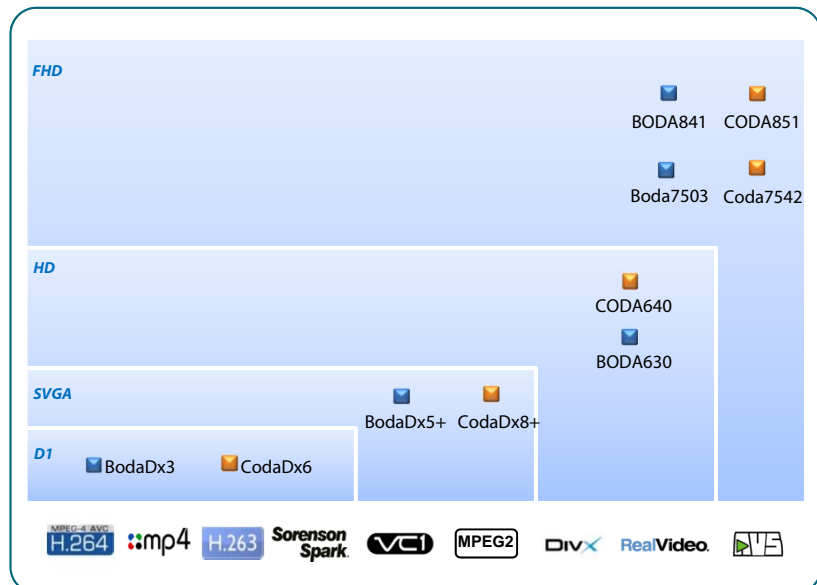 FHD
BODA841 CODA851
Boda7503 Coda7542
HD
CODA640
BODA630
SVGA
BodaDx5+ CodaDx8+
D1
BodaDx3 CodaDx6
MPEG-4 AVC
H.264 mp4 H.263 Sorenson Spark. VC1 MPEG2 DIVX RealVideo.